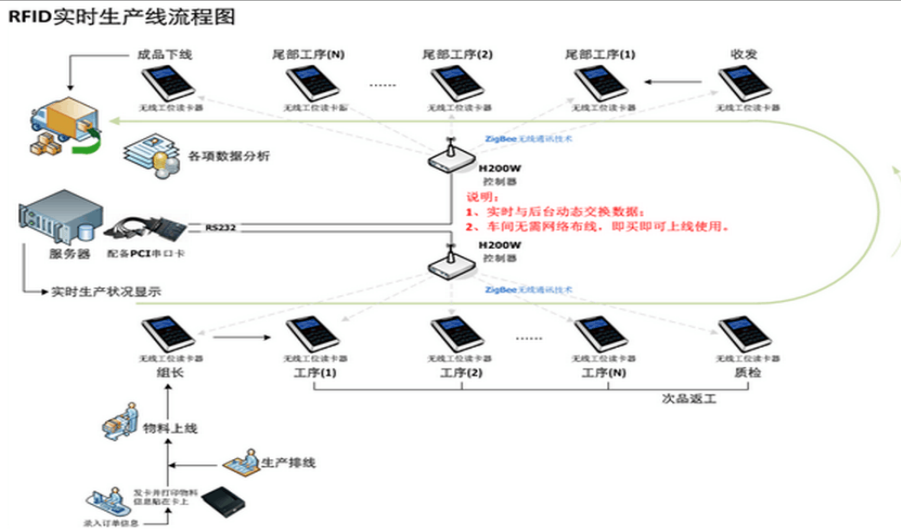 RFID实时生产线流程图
成品下线
尾部工序(N)
尾部工序(2)
尾部工序(1)
收发
......
无线工位读卡器
无线工位读卡器
无线工位读卡器
无线工位读卡器
无线工位读卡器
ZigBee无线通讯技术
各项数据分析
H200W
控制器
说明：
1、实时与后台动态交换数据；
2、车间无需网络布线，即买即可上线使用。
RS232
服务器
配备PCI串口卡
H200W
控制器
实时生产状况显示
ZigBee无线通讯技术
......
无线工位读卡器
无线工位读卡器
无线工位读卡器
无线工位读卡器
无线工位读卡器
组长
工序(1)
工序(2)
工序(N)
质检
次品返工
物料上线
生产排线
发卡并打印物料
信息贴在卡上
录入订单信息